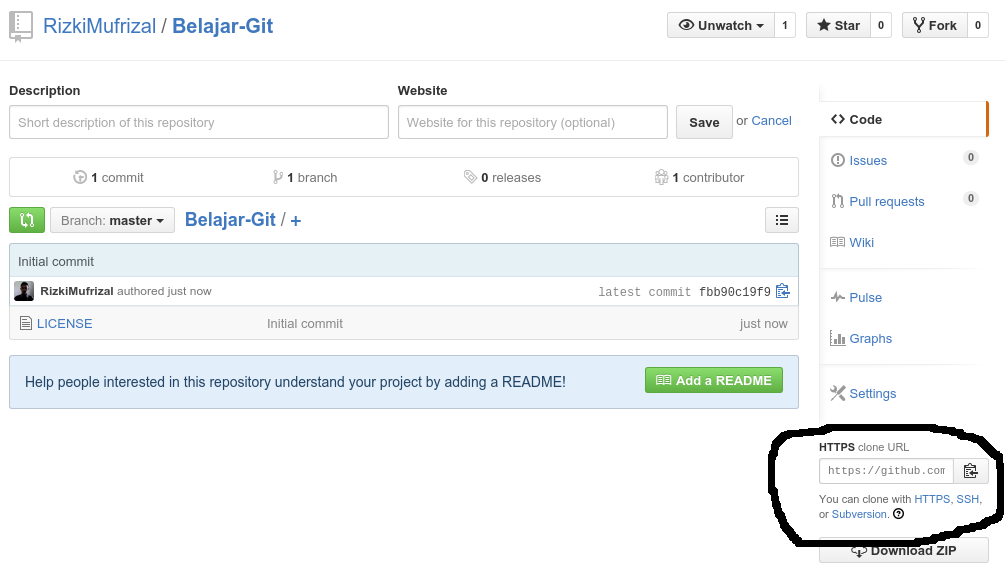 RizkiMufrizal / Belajar-Git
Unwatch 1 Star 0 Fork 0
Description
Short description of this repository
Website
Website for this repository (optional)
Save or Cancel
1 commit 1 branch 0 releases 1 contributor
Branch: master Belajar-Git / +
Initial commit
RizkiMufrizal authored just now latest commit fbb90c19f9
LICENSE Initial commit just now
Help people interested in this repository understand your project by adding a README! Add a README
Code
Issues 0
Pull requests 0
Wiki
Pulse
Graphs
Settings
HTTPS clone URL
https://github.com
You can clone with HTTPS, SSH,
or Subversion.
Download ZIP